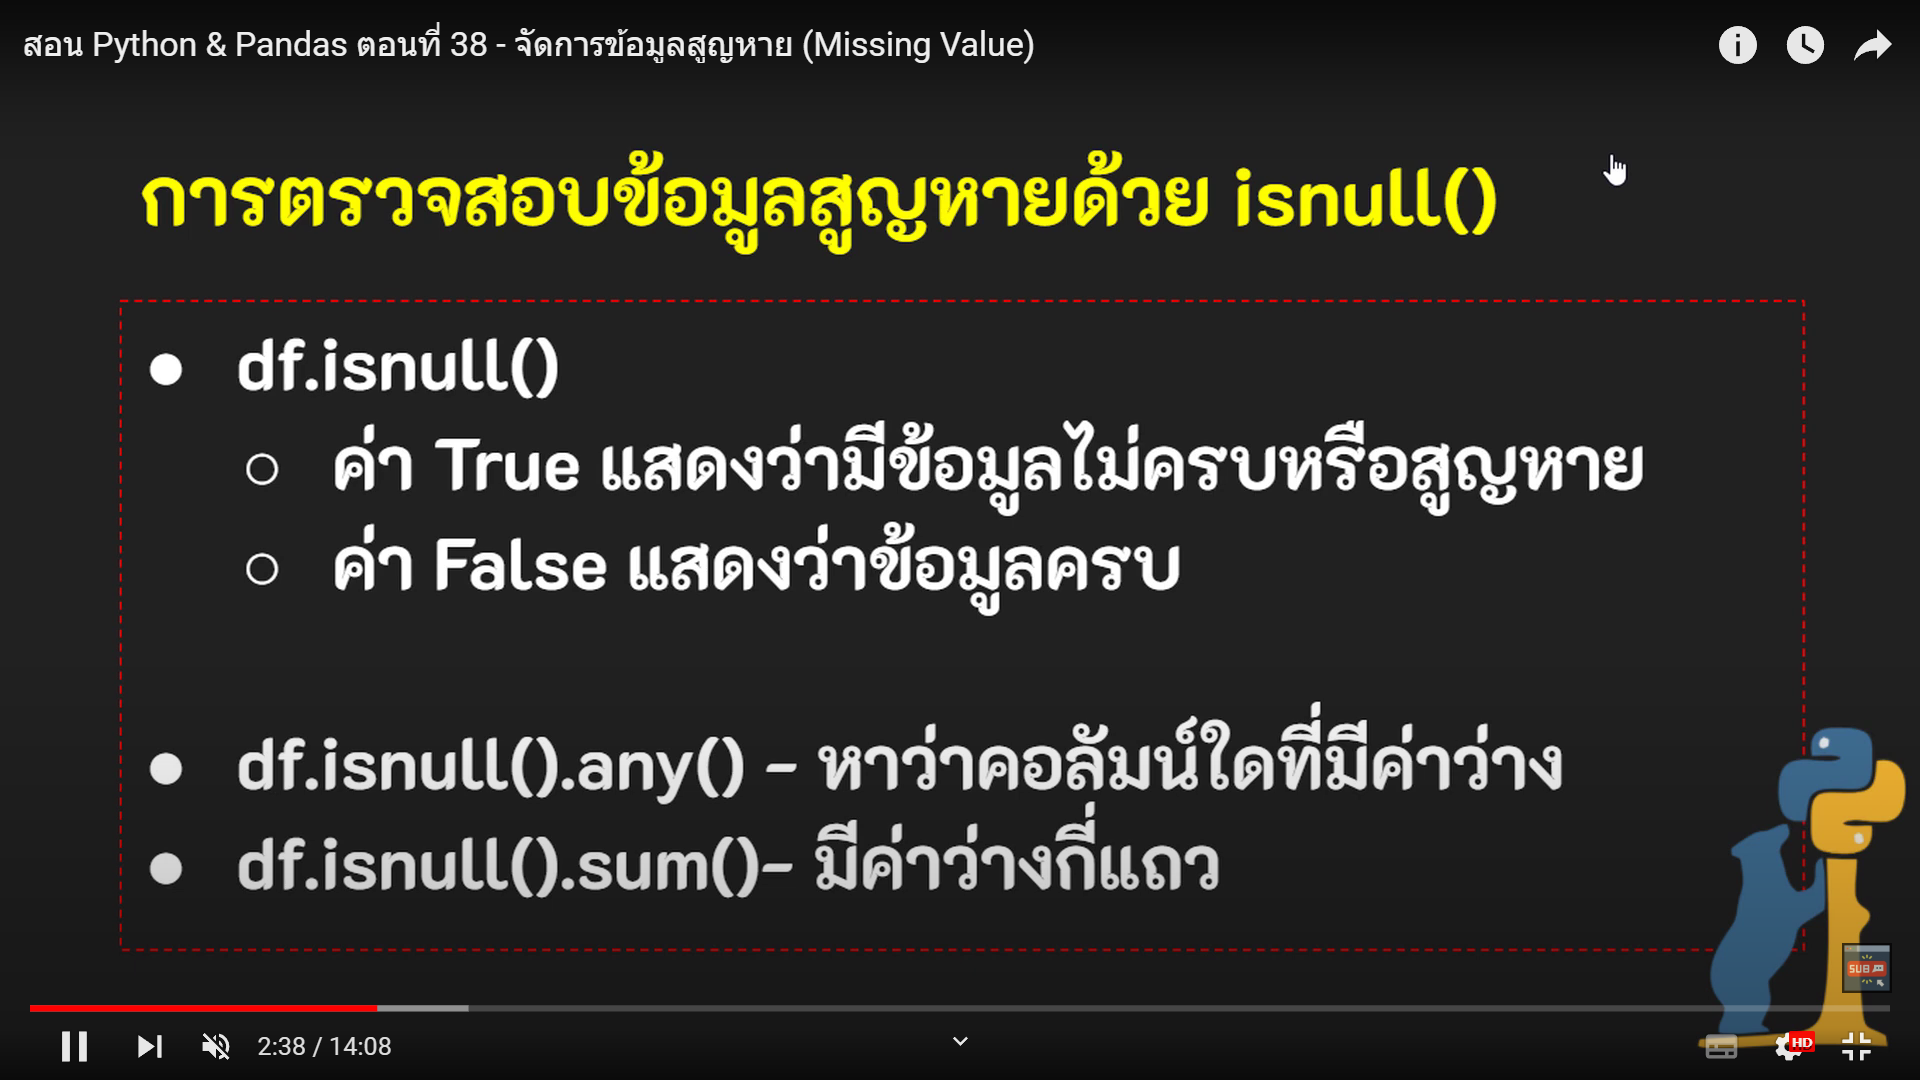 สอน Python & Pandas ตอนที่ 38 - จัดการข้อมูลสูญหาย (Missing Value)
การตรวจสอบข้อมูลสูญหายด้วย isnull()
● df.isnull()
○ ค่า True แสดงว่ามีข้อมูลไม่ครบหรือสูญหาย
○ ค่า False แสดงว่าข้อมูลครบ
● df.isnull().any() - หาว่าคอลัมน์ใดที่มีค่าว่าง
● df.isnull().sum()- มีค่าว่างกี่แถว
SUB
2:38 / 14:08
HD